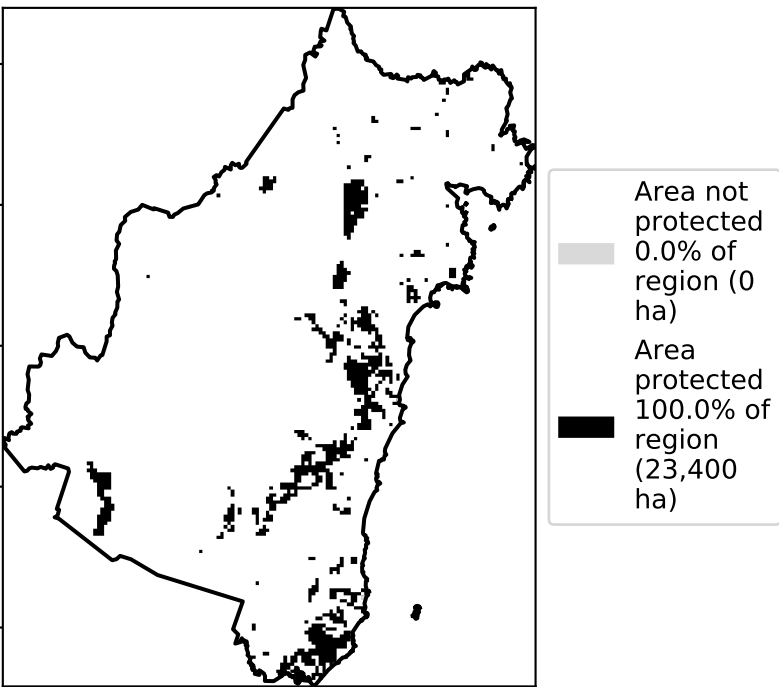 Area not
protected
0.0% of
region (0
ha)
Area
protected
100.0% of
region
(23,400
ha)